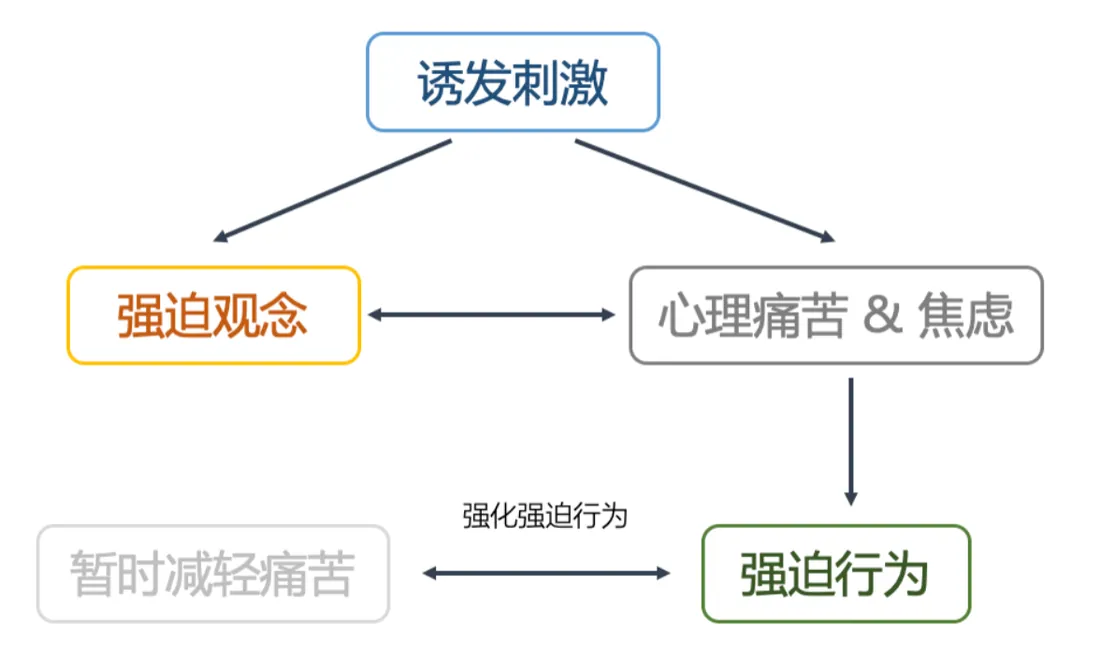 诱发刺激
强迫观念
心理痛苦 & 焦虑
强化强迫行为
暂时减轻痛苦
强迫行为